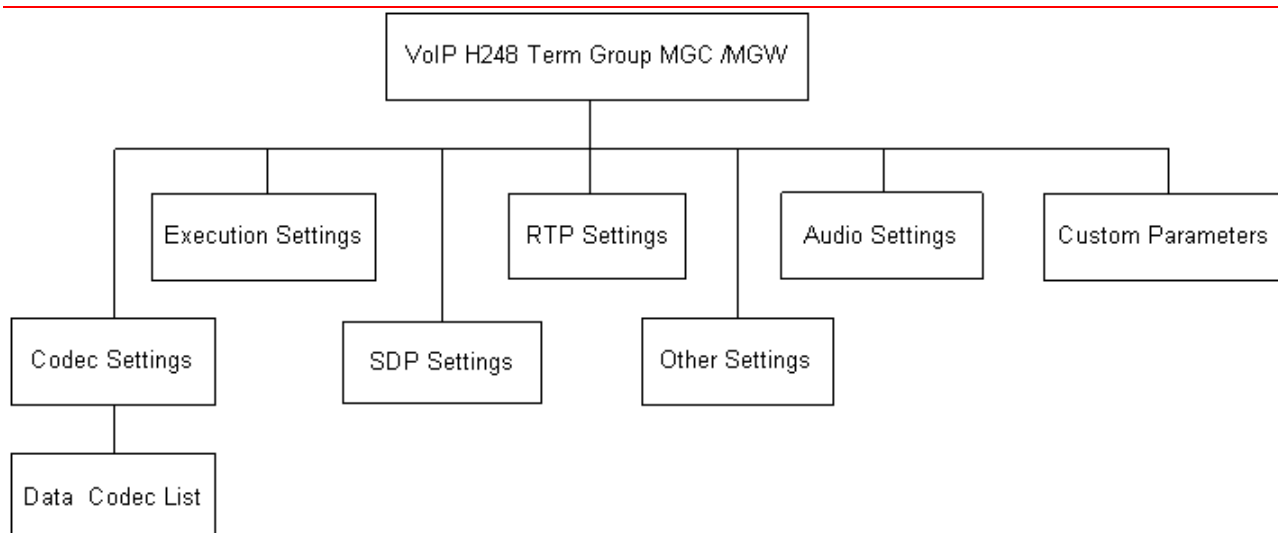 VoIP H248 Term Group MGC /MGW
Execution Settings
RTP Settings
Audio Settings
Custom Parameters
Codec Settings
SDP Settings
Other Settings
Data Codec List